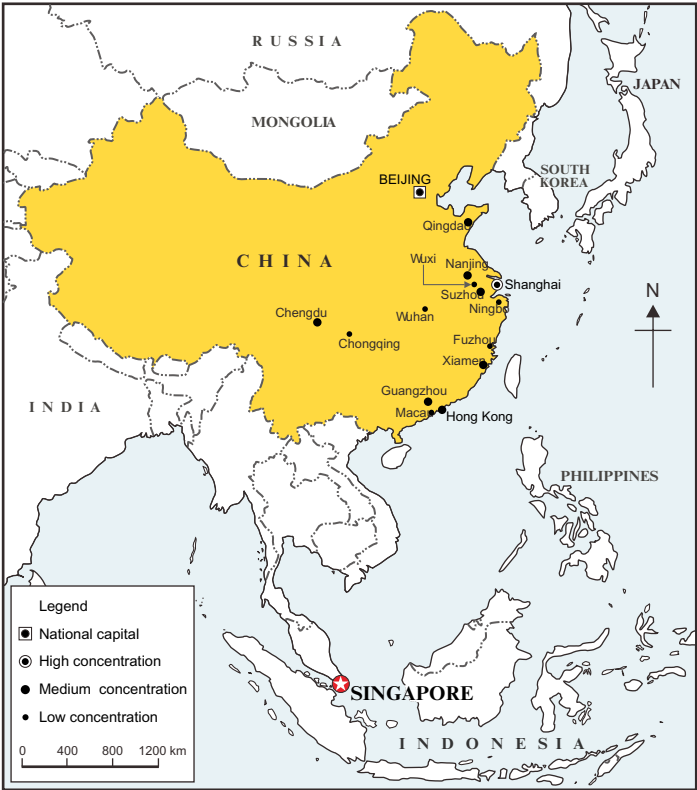 RUSSIA
JAPAN
MONGOLIA
SOUTH
KOREA
BEIJING
Qingdao
CHINA
Wuxi
Nanjing
Shanghai
Suzhou
Ningbo
N
Chengdu
Wuhan
Chongqing
Fuzhou
Xiamen
Guangzhou
INDIA
Macau
Hong Kong
PHILIPPINES
Legend
National capital
High concentration
Medium concentration
Low concentration
0 400 800 1200 km
SINGAPORE
INDONESIA